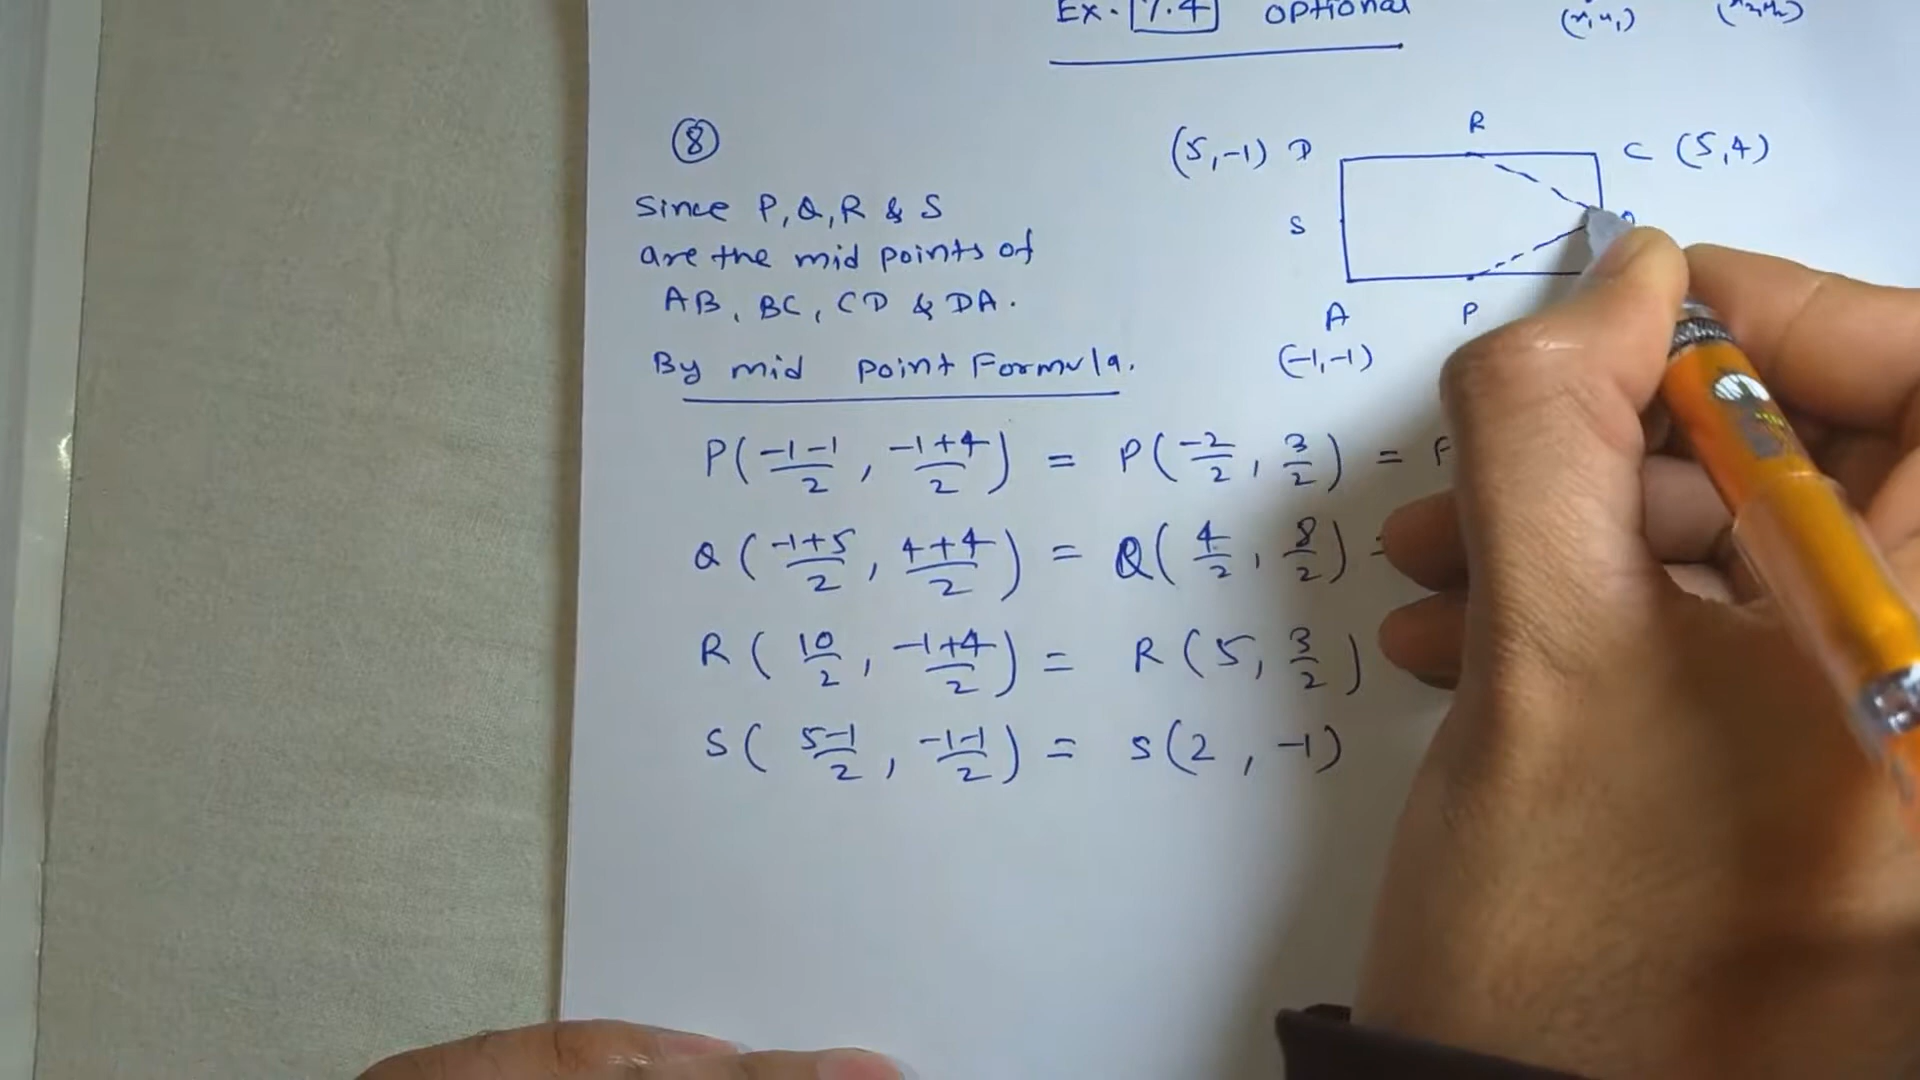 Ex. 7.4 optional
(x₁,y₁)
8
R
(5,-1) D
C (5,4)
Since P, Q, R & S
S
are the mid points of
AB, BC, CD & DA.
A
P
By mid point Formula.
(-1,-1)
P(-1-1/2, -1+4/2) = P(-2/2, 3/2) =
Q(-1+5/2, 4+4/2) = Q(4/2, 8/2) =
R(10/2, -1+4/2) = R(5, 3/2)
S(5-1/2, -1-1/2) = S(2, -1)